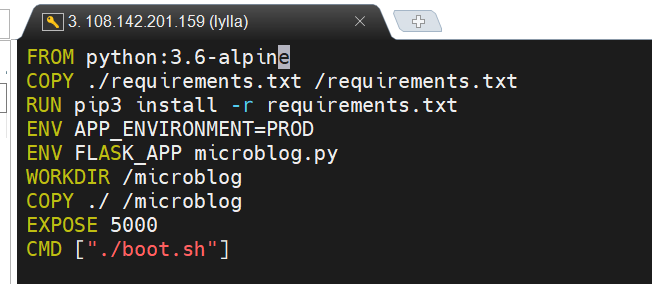 3. 108.142.201.159 (lylla)
FROM python:3.6-alpine
COPY ./requirements.txt /requirements.txt
RUN pip3 install -r requirements.txt
ENV APP_ENVIRONMENT=PROD
ENV FLASK_APP microblog.py
WORKDIR /microblog
COPY ./ /microblog
EXPOSE 5000
CMD ["./boot.sh"]